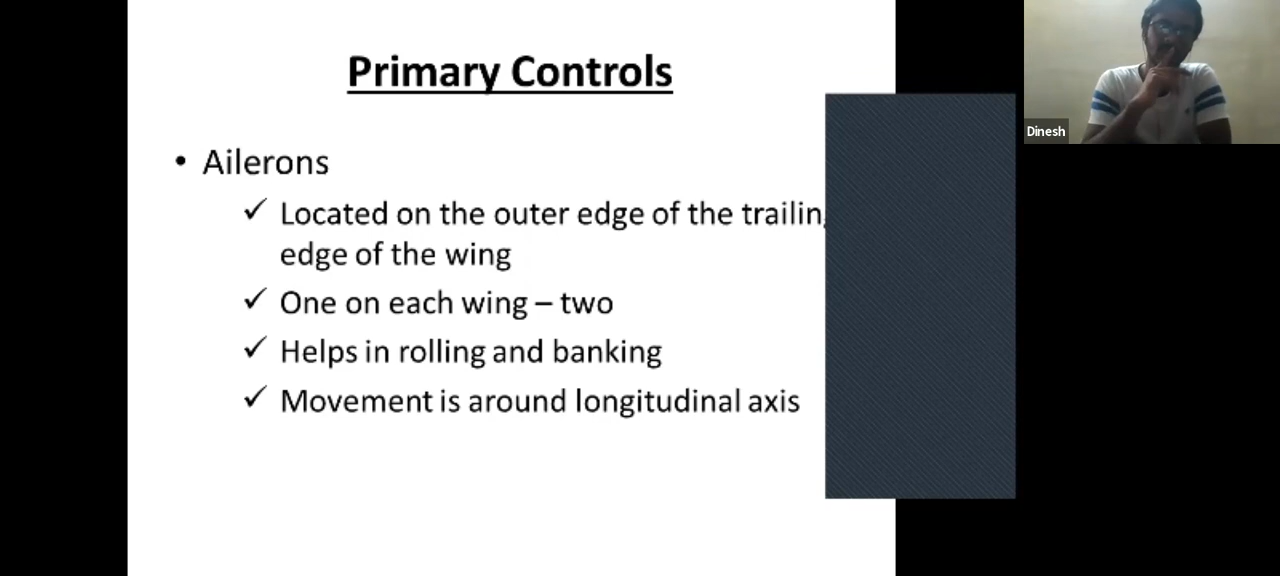 Primary Controls
• Ailerons
✓ Located on the outer edge of the trailin
edge of the wing
✓ One on each wing – two
✓ Helps in rolling and banking
✓ Movement is around longitudinal axis
Dinesh